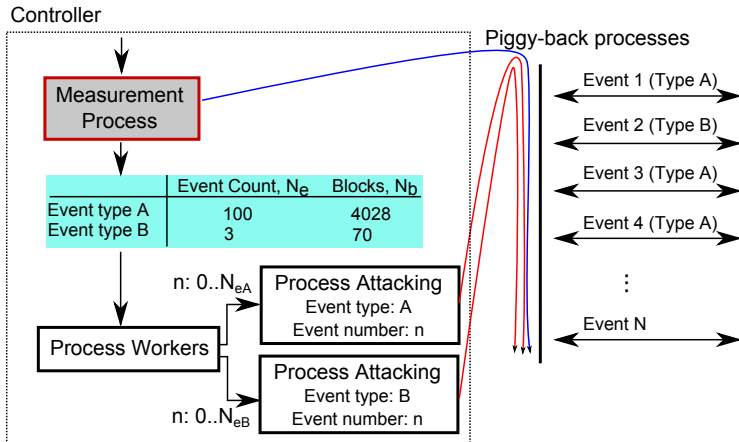 Controller
Piggy-back processes
Measurement
Process
Event Count, Ne Blocks, Nb
Event type A 100 4028
Event type B 3 70
n: 0..NeA
Process Attacking
Event type: A
Event number: n
Process Workers
n: 0..NeB
Process Attacking
Event type: B
Event number: n
Event 1 (Type A)
Event 2 (Type B)
Event 3 (Type A)
Event 4 (Type A)
...
Event N